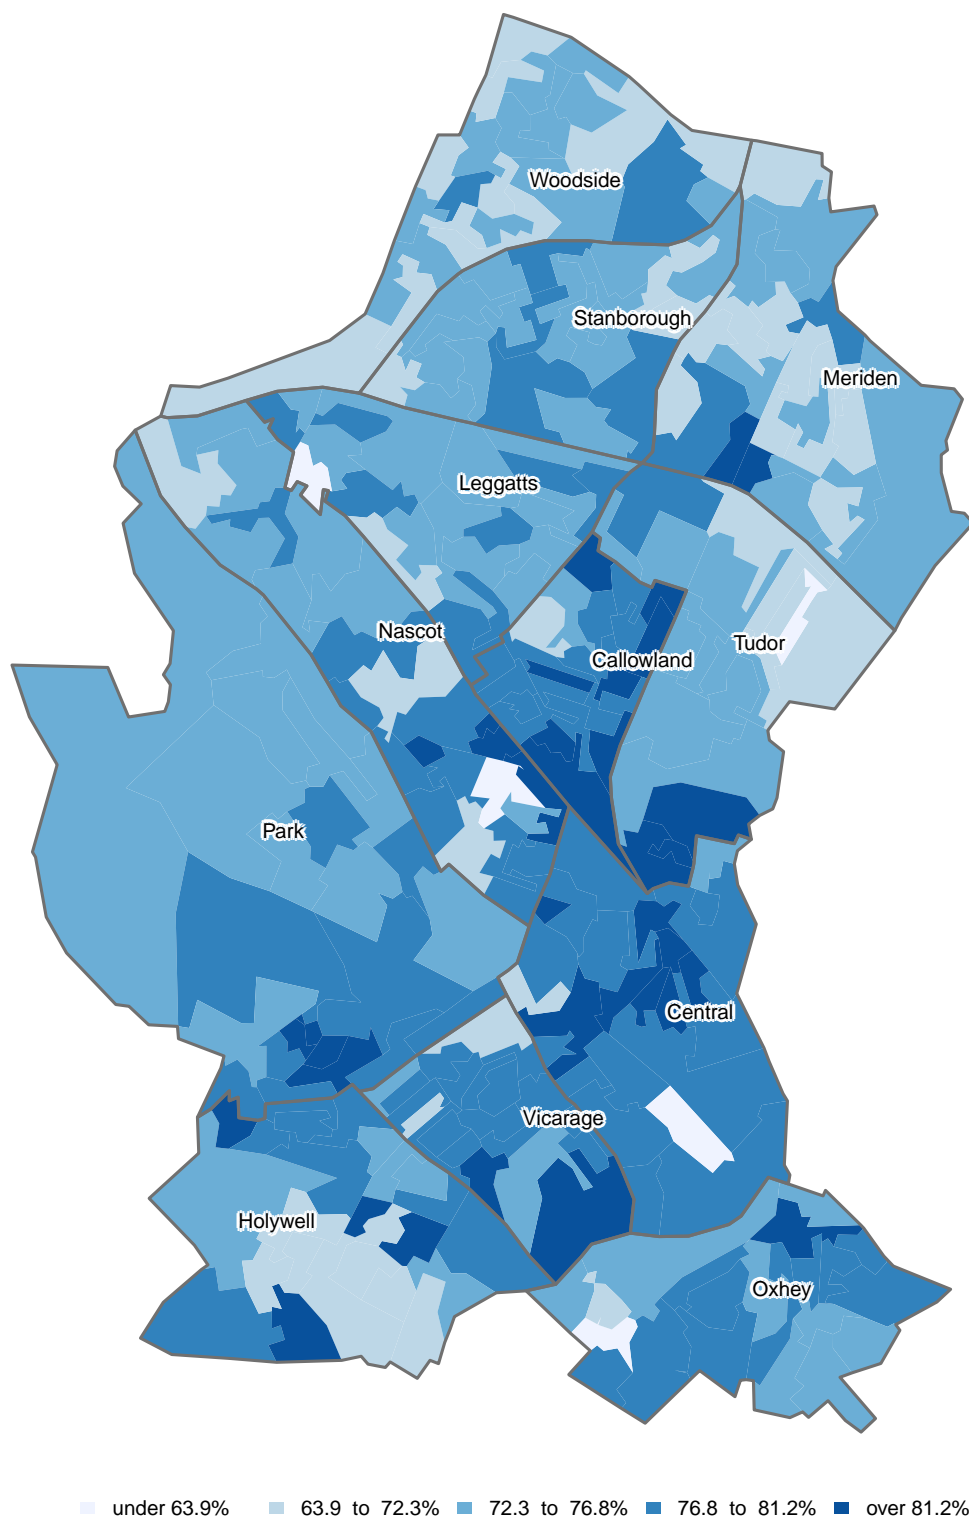 Woodside
Stanborough
Meriden
Leggatts
Nascot
Callowland
Tudor
Park
Central
Vicarage
Holywell
Oxhey
under 63.9% 63.9 to 72.3% 72.3 to 76.8% 76.8 to 81.2% over 81.2%